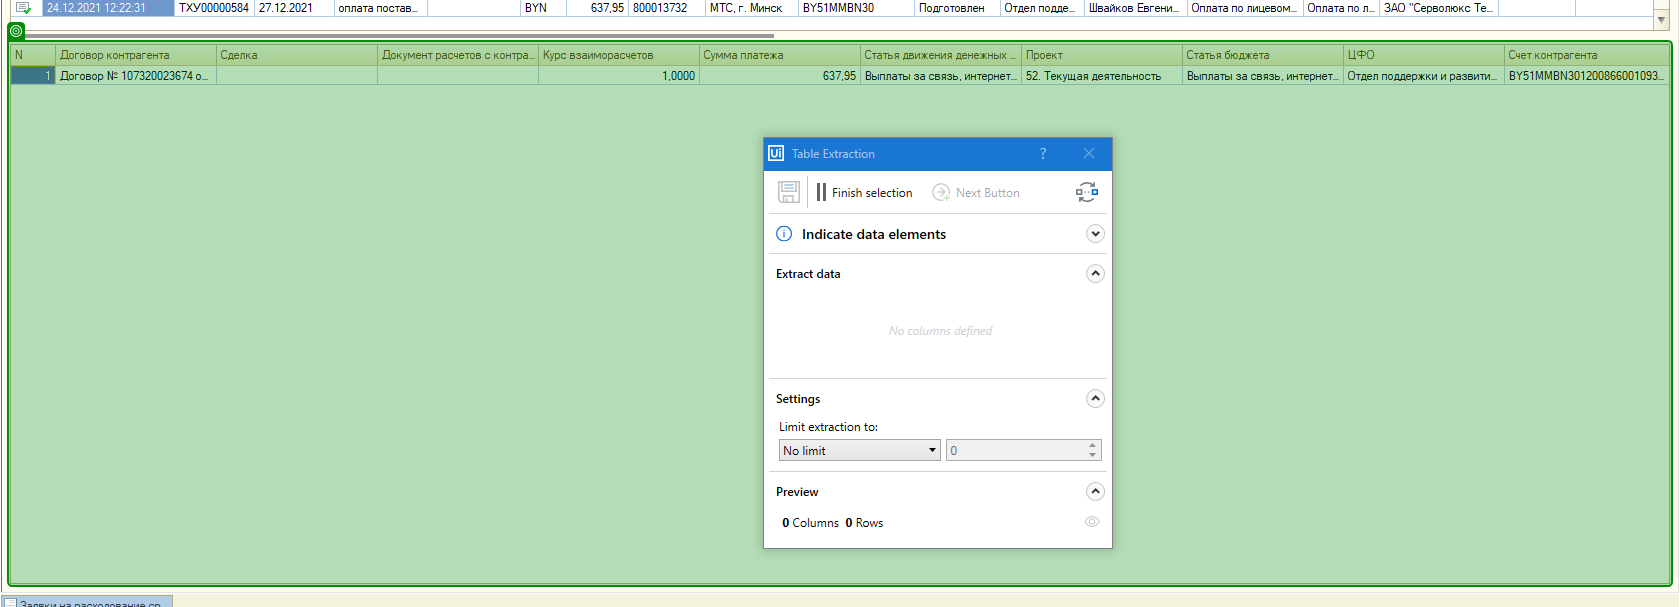 24.12.2021 12:22:31 ТХУ00000584 27.12.2021 оплата постав... BYN 637,95 800013732 МТС, г. Минск BY51MMBN30 Подготовлен Отдел подде... Швайков Евгени... Оплата по лицевом... Оплата по л... ЗАО "Серволюкс Те...
N Договор контрагента Сделка Документ расчетов с контра... Курс взаиморасчетов Сумма платежа Статья движения денежных ... Проект Статья бюджета ЦФО Счет контрагента
1 Договор № 107320023674 о... 1,0000 637,95 Выплаты за связь, интернет... 52. Текущая деятельность Выплаты за связь, интернет... Отдел поддержки и развити... BY51MMBN301200866001093...
Ui Table Extraction ?
Finish selection Next Button
Indicate data elements
Extract data
No columns defined
Settings
Limit extraction to:
No limit 0
Preview
0 Columns 0 Rows
Заявки на расходование ср...